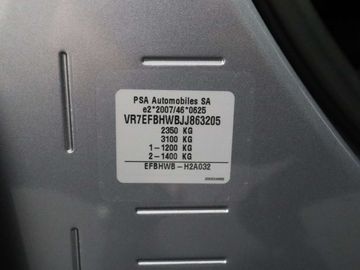 PSA Automobiles SA
e2*2007/46*0625
VR7EFBHWBJJ863205
2350 KG
3100 KG
1-1200 KG
2-1400 KG
EFBHWB-H2A032